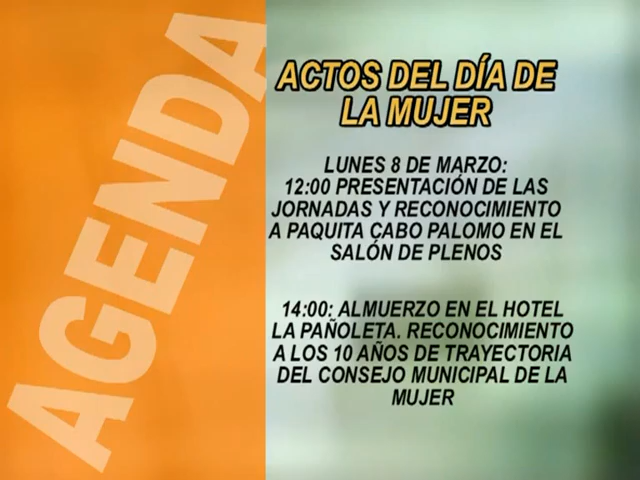 AGENDA
ACTOS DEL DÍA DE
LA MUJER
LUNES 8 DE MARZO:
12:00 PRESENTACIÓN DE LAS
JORNADAS Y RECONOCIMIENTO
A PAQUITA CABO PALOMO EN EL
SALÓN DE PLENOS
14:00: ALMUERZO EN EL HOTEL
LA PAÑOLETA. RECONOCIMIENTO
A LOS 10 AÑOS DE TRAYECTORIA
DEL CONSEJO MUNICIPAL DE LA
MUJER